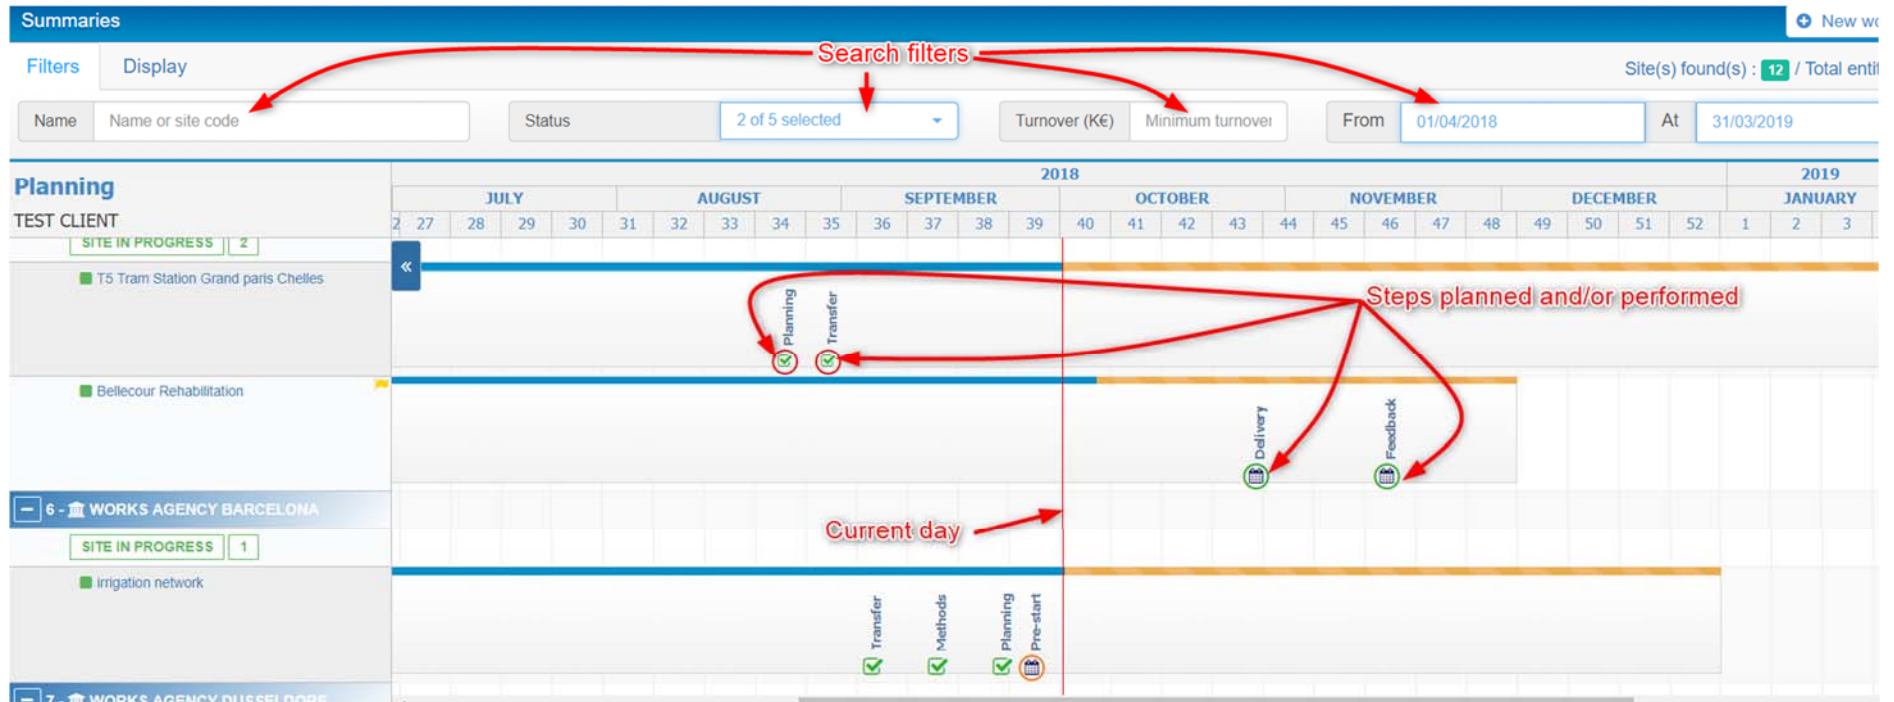 Summaries
New wo
Filters
Display
Search filters
Site(s) found(s) : 12 / Total entit
Name
Name or site code
Status
2 of 5 selected
Turnover (K€)
Minimum turnover
From
01/04/2018
At
31/03/2019
Planning
TEST CLIENT
2018
2019
JULY
AUGUST
SEPTEMBER
OCTOBER
NOVEMBER
DECEMBER
JANUARY
2 27 28 29 30 31 32 33 34 35 36 37 38 39 40 41 42 43 44 45 46 47 48 49 50 51 52 1 2 3
SITE IN PROGRESS 2
«
T5 Tram Station Grand paris Chelles
Planning
Transfer
Steps planned and/or performed
Bellecour Rehabilitation
Delivery
Feedback
6 - WORKS AGENCY BARCELONA
Current day
SITE IN PROGRESS 1
irrigation network
Transfer
Methods
Planning
Pre-start
7 - WORKS AGENCY DUSSELDORF